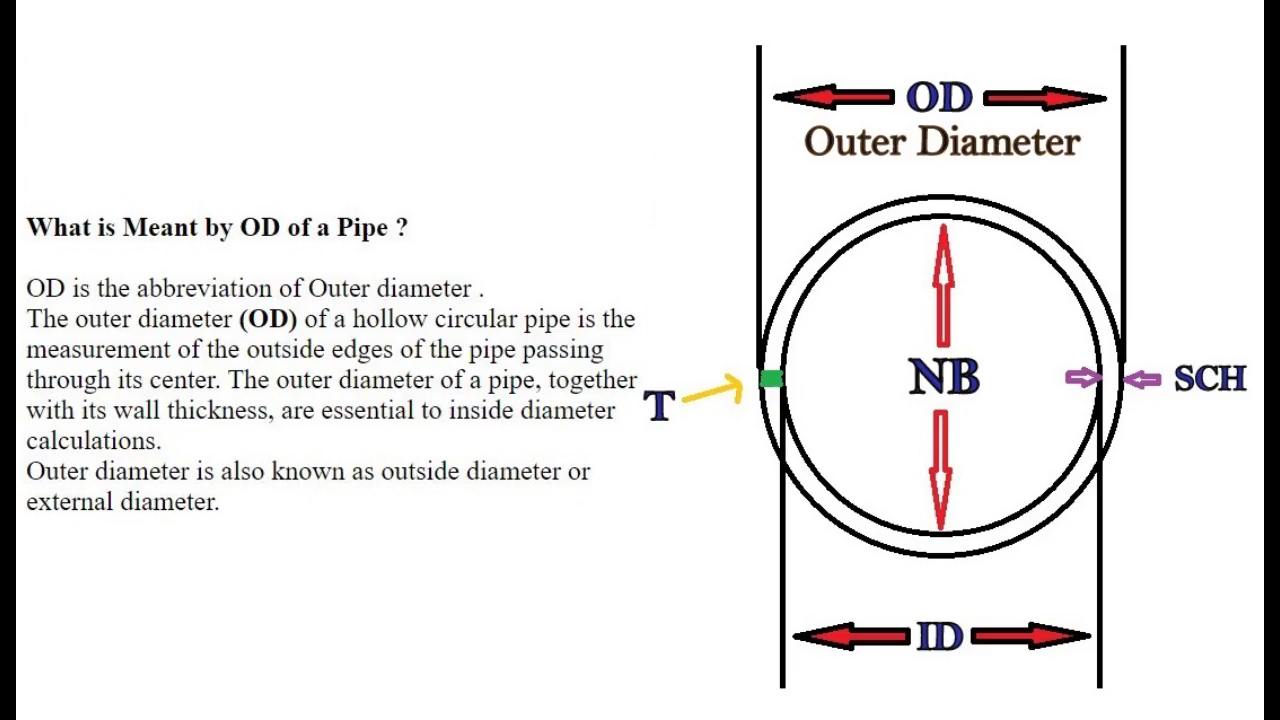 What is Meant by OD of a Pipe ?
OD is the abbreviation of Outer diameter .
The outer diameter (OD) of a hollow circular pipe is the
measurement of the outside edges of the pipe passing
through its center. The outer diameter of a pipe, together
with its wall thickness, are essential to inside diameter
calculations.
Outer diameter is also known as outside diameter or
external diameter.
OD
Outer Diameter
T
NB
SCH
ID